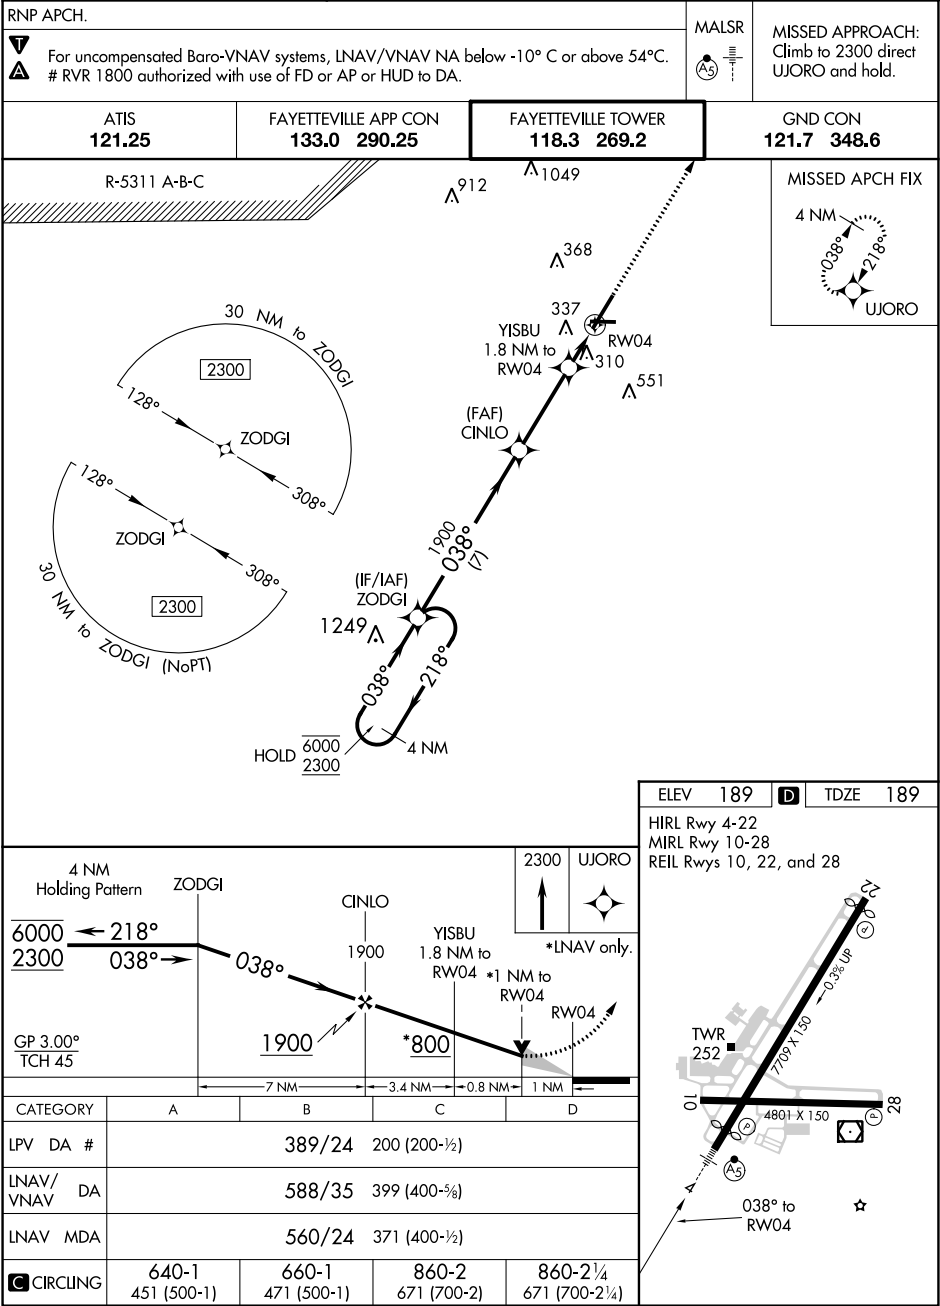 RNP APCH.
T
A
For uncompensated Baro-VNAV systems, LNAV/VNAV NA below -10° C or above 54°C.
# RVR 1800 authorized with use of FD or AP or HUD to DA.
MALSR
A5
MISSED APPROACH:
Climb to 2300 direct
UJORO and hold.
ATIS
121.25
FAYETTEVILLE APP CON
133.0 290.25
FAYETTEVILLE TOWER
118.3 269.2
GND CON
121.7 348.6
R-5311 A-B-C
912
1049
MISSED APCH FIX
4 NM
038°
218°
UJORO
368
337
YISBU
1.8 NM to
RW04
RW04
310
551
30 NM to ZODGI
2300
128°
ZODGI
308°
(FAF)
CINLO
128°
ZODGI
308°
2300
30 NM to ZODGI (NoPT)
1900
038°
(7)
(IF/IAF)
ZODGI
1249
038°
218°
HOLD
6000
2300
4 NM
ELEV 189
D
TDZE 189
HIRL Rwy 4-22
MIRL Rwy 10-28
REIL Rwys 10, 22, and 28
22
P
0.3% UP
7709 X 150
TWR
252
10
4801 X 150
28
P
P
A5
4
038° to
RW04
4 NM
Holding Pattern
ZODGI
6000
2300
218°
038°
038°
CINLO
1900
1900
YISBU
1.8 NM to
RW04
*800
*1 NM to
RW04
RW04
2300
UJORO
*LNAV only.
GP 3.00°
TCH 45
7 NM
3.4 NM
0.8 NM
1 NM
CATEGORY A B C D
LPV DA # 389/24 200 (200-½)
LNAV/
VNAV DA 588/35 399 (400-⅝)
LNAV MDA 560/24 371 (400-½)
C CIRCLING
640-1
451 (500-1)
660-1
471 (500-1)
860-2
671 (700-2)
860-2¼
671 (700-2¼)